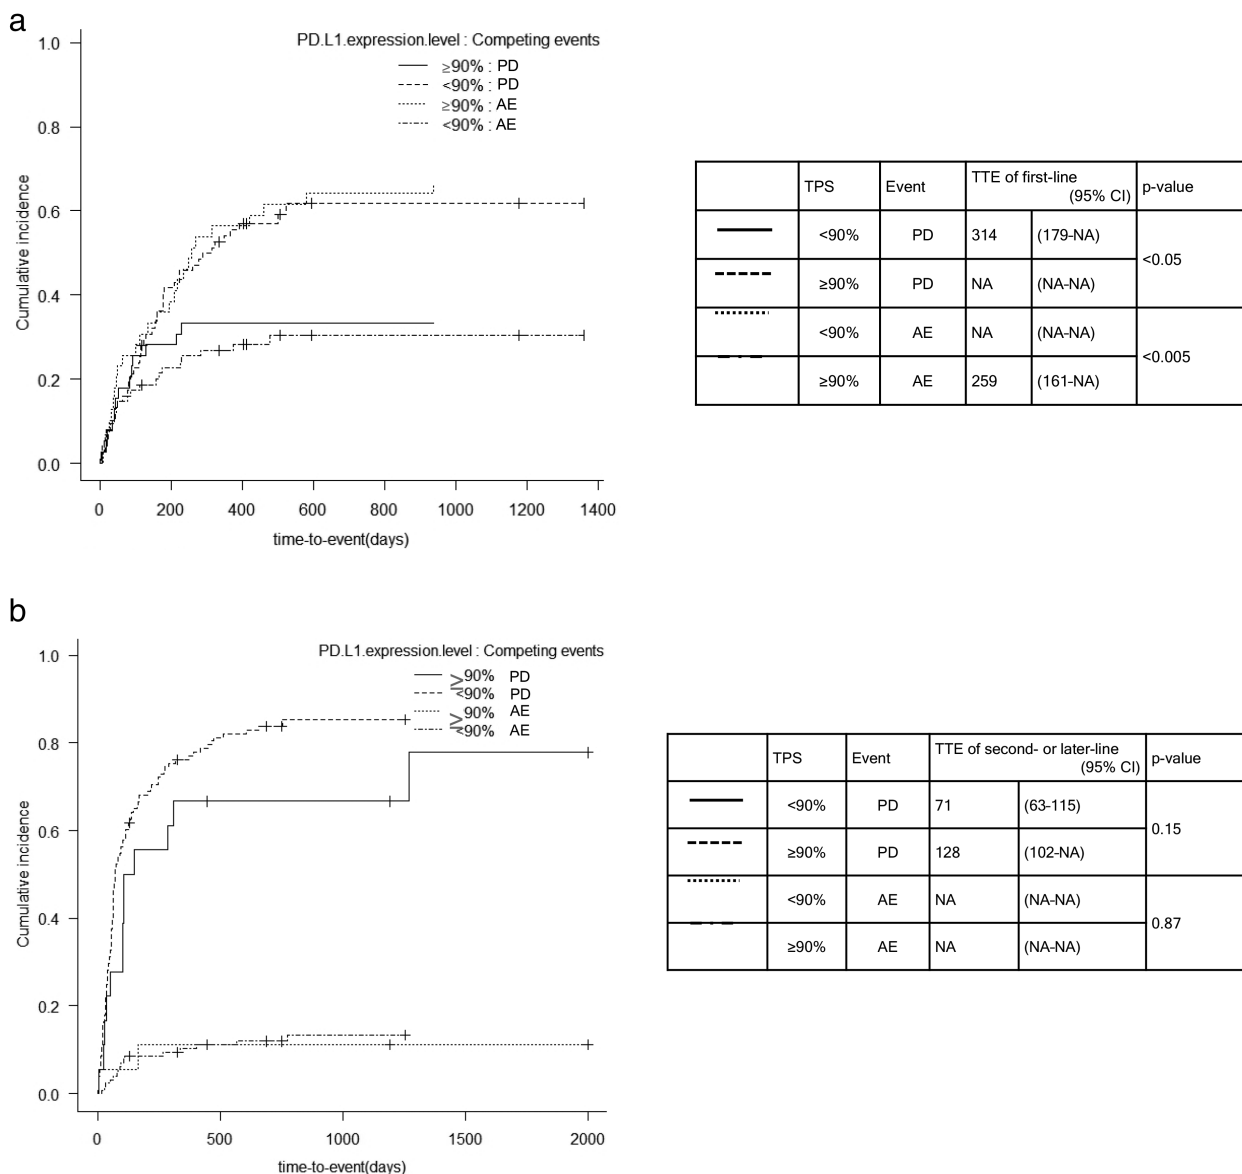 a
PD.L1.expression.level : Competing events
≥90% : PD
<90% : PD
≥90% : AE
<90% : AE
1.0
0.8
0.6
0.4
0.2
0.0
Cumulative incidence
0 200 400 600 800 1000 1200 1400
time-to-event(days)
TPS Event TTE of first-line (95% CI) p-value
<90% PD 314 (179-NA) <0.05
≥90% PD NA (NA-NA)
<90% AE NA (NA-NA) <0.005
≥90% AE 259 (161-NA)
b
PD.L1.expression.level : Competing events
≥90% PD
<90% PD
≥90% AE
<90% AE
1.0
0.8
0.6
0.4
0.2
0.0
Cumulative incidence
0 500 1000 1500 2000
time-to-event(days)
TPS Event TTE of second- or later-line (95% CI) p-value
<90% PD 71 (63-115) 0.15
≥90% PD 128 (102-NA)
<90% AE NA (NA-NA) 0.87
≥90% AE NA (NA-NA)